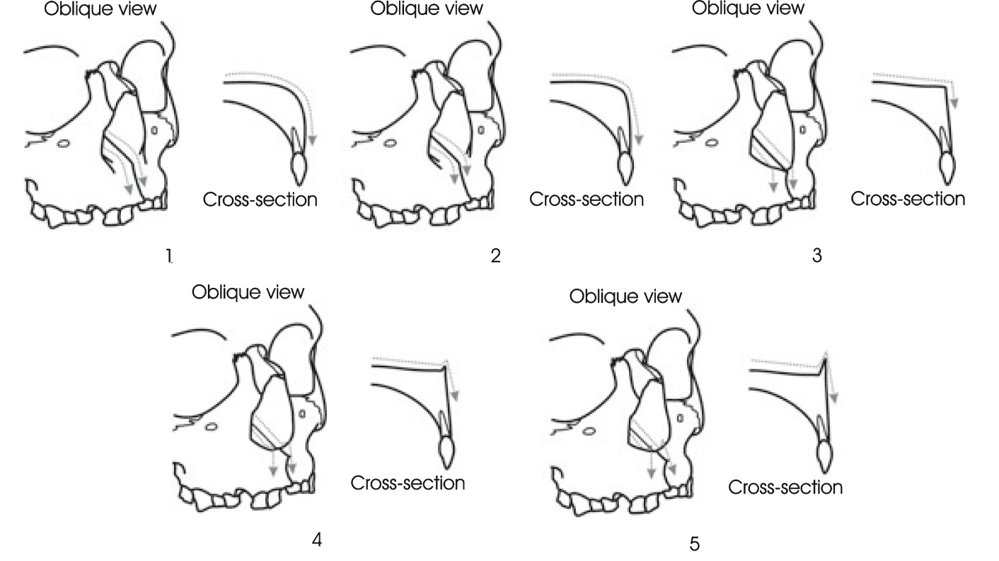 Oblique view
Oblique view
Oblique view
Cross-section
Cross-section
Cross-section
1
2
3
Oblique view
Oblique view
Cross-section
Cross-section
4
5